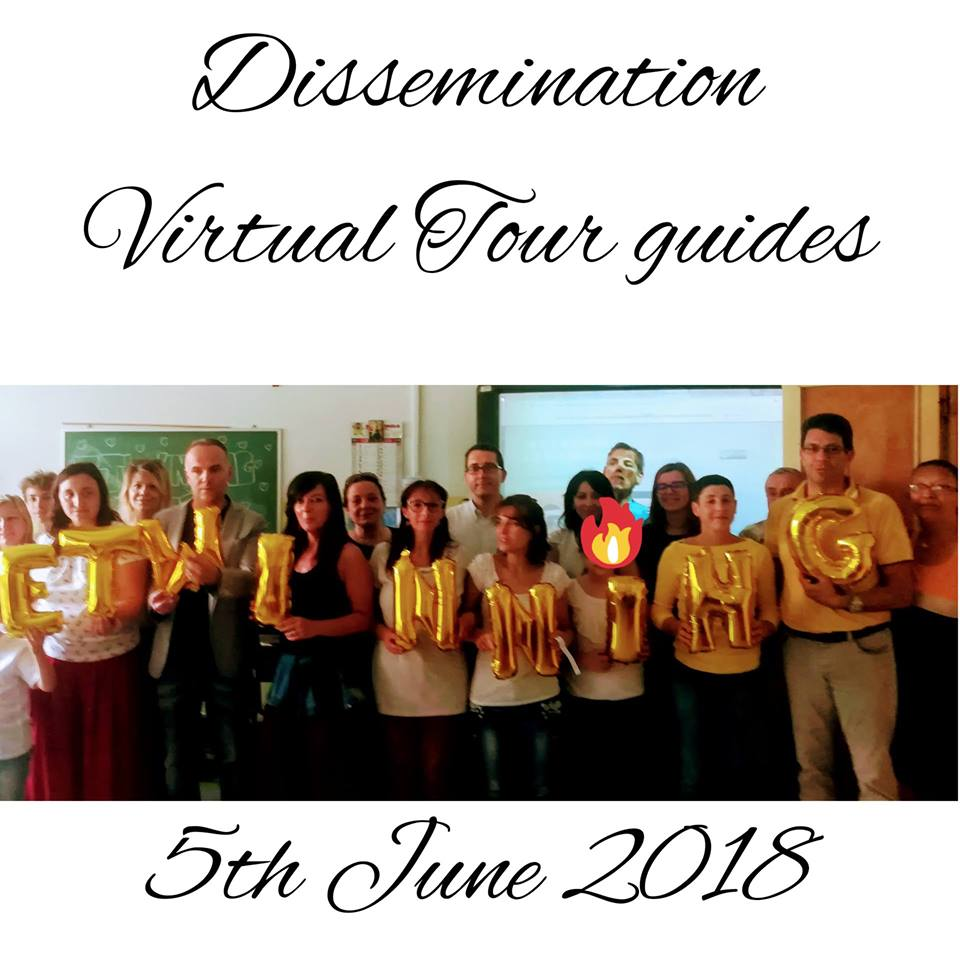 Dissemination
Virtual Tour guides
ETWINNING
5th June 2018